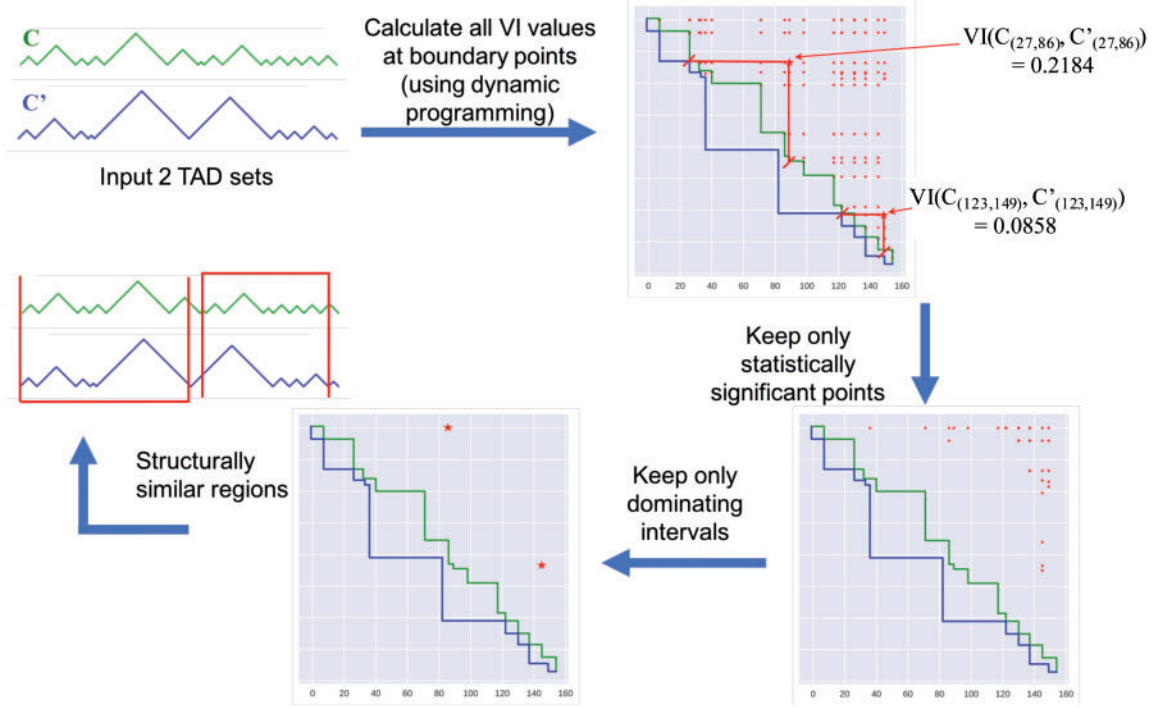 C
C'
Input 2 TAD sets
Calculate all VI values
at boundary points
(using dynamic
programming)
VI(C(27,86), C'(27,86))
= 0.2184
VI(C(123,149), C'(123,149))
= 0.0858
0 20 40 60 80 100 120 140 160
Keep only
statistically
significant points
0 20 40 60 80 100 120 140 160
Keep only
dominating
intervals
0 20 40 60 80 100 120 140 160
Structurally
similar regions